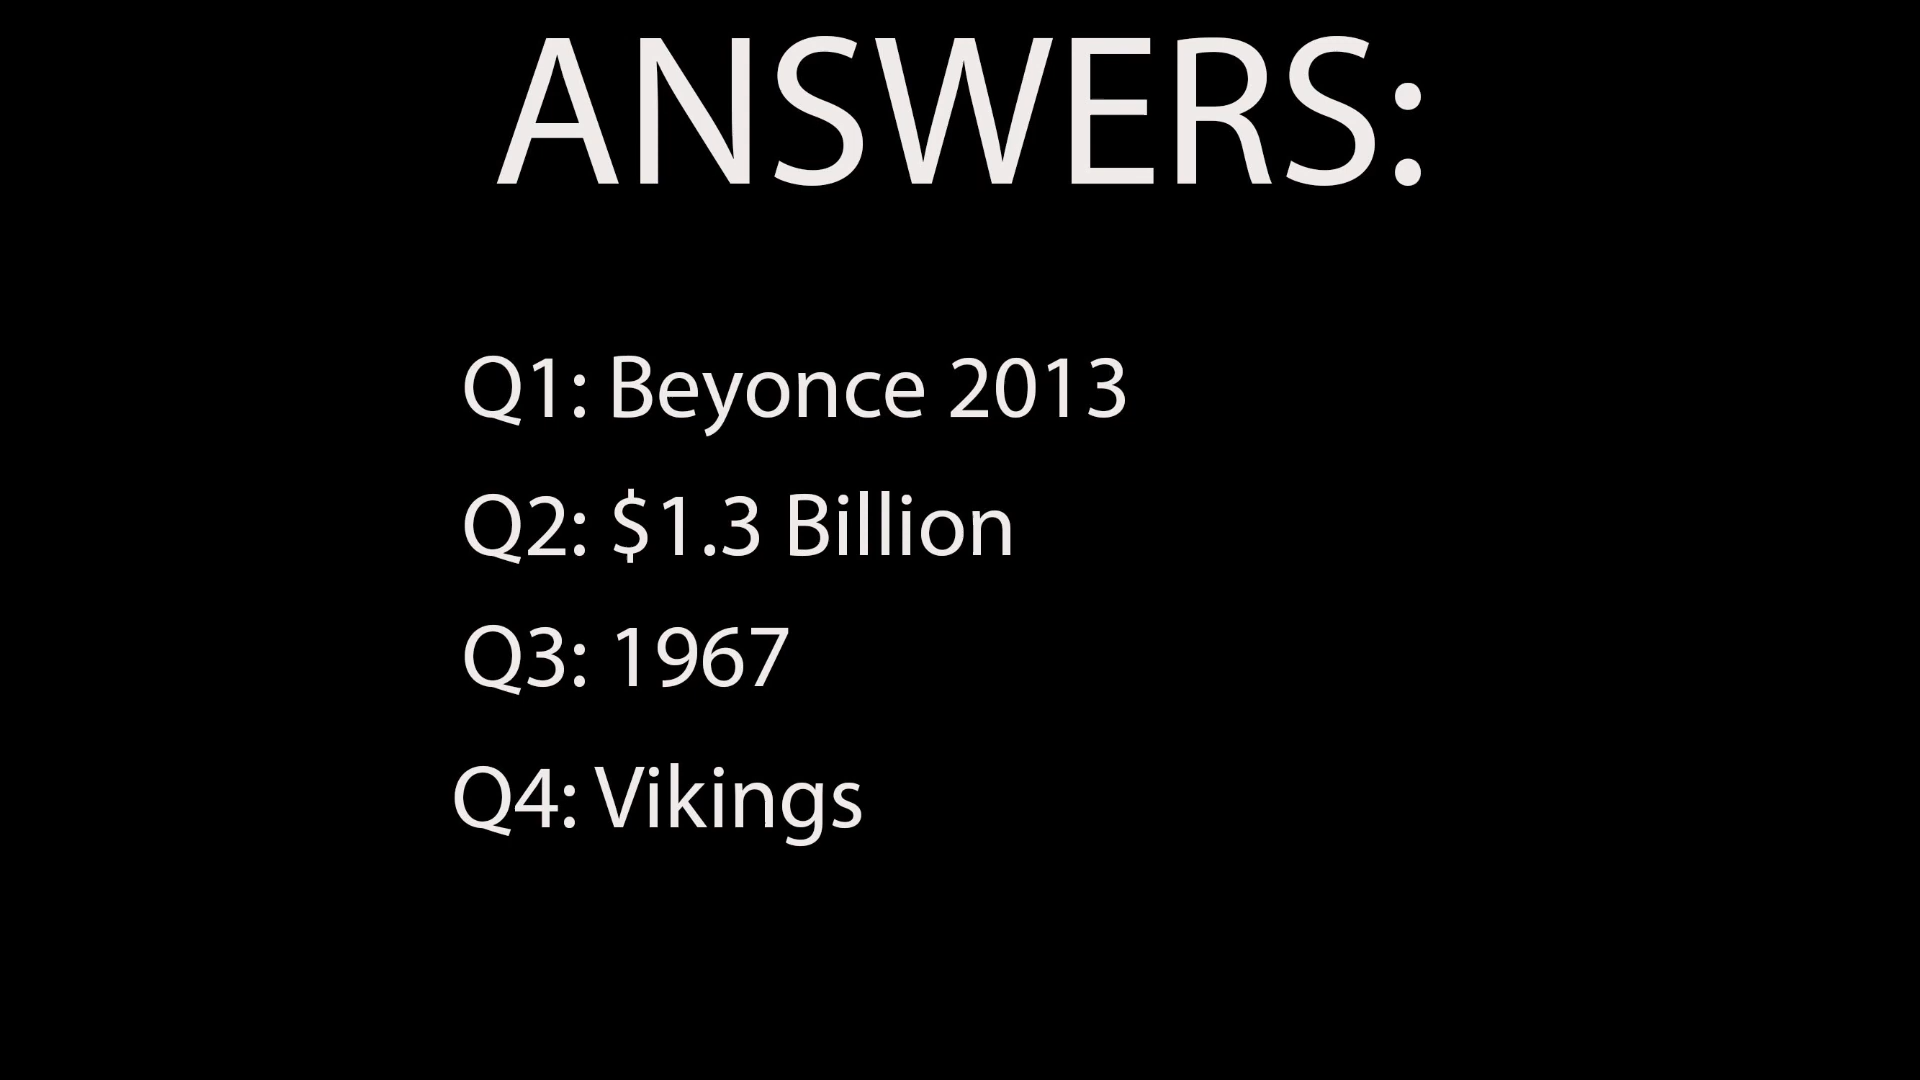 ANSWERS:
Q1: Beyonce 2013
Q2: $1.3 Billion
Q3: 1967
Q4: Vikings